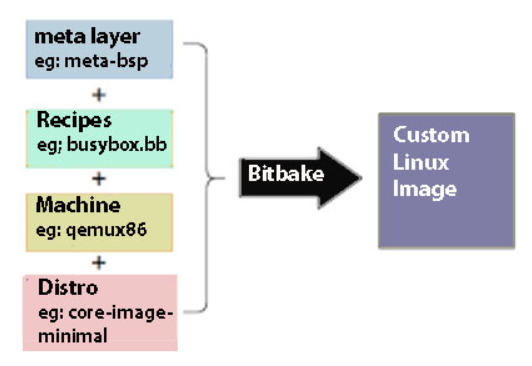 meta layer
eg: meta-bsp
+
Recipes
eg; busybox.bb
+
Machine
eg: qemux86
+
Distro
eg: core-image-
minimal
Bitbake
Custom
Linux
Image